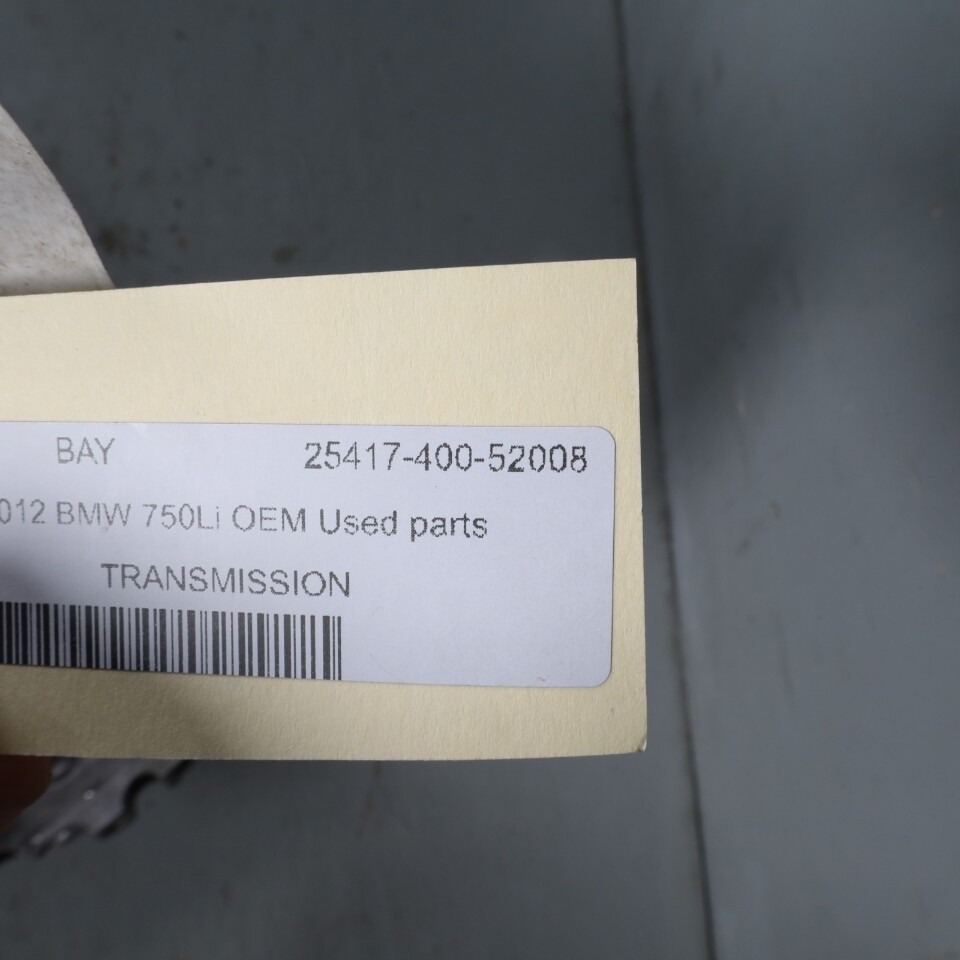 BAY 25417-400-52008
012 BMW 750Li OEM Used parts
TRANSMISSION